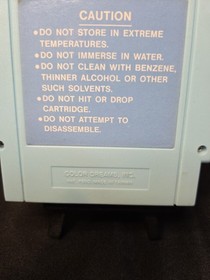 CAUTION
•DO NOT STORE IN EXTREME
TEMPERATURES.
•DO NOT IMMERSE IN WATER.
•DO NOT CLEAN WITH BENZENE,
THINNER ALCOHOL OR OTHER
SUCH SOLVENTS.
•DO NOT HIT OR DROP
CARTRIDGE.
•DO NOT ATTEMPT TO
DISASSEMBLE.
COLOR DREAMS, INC.